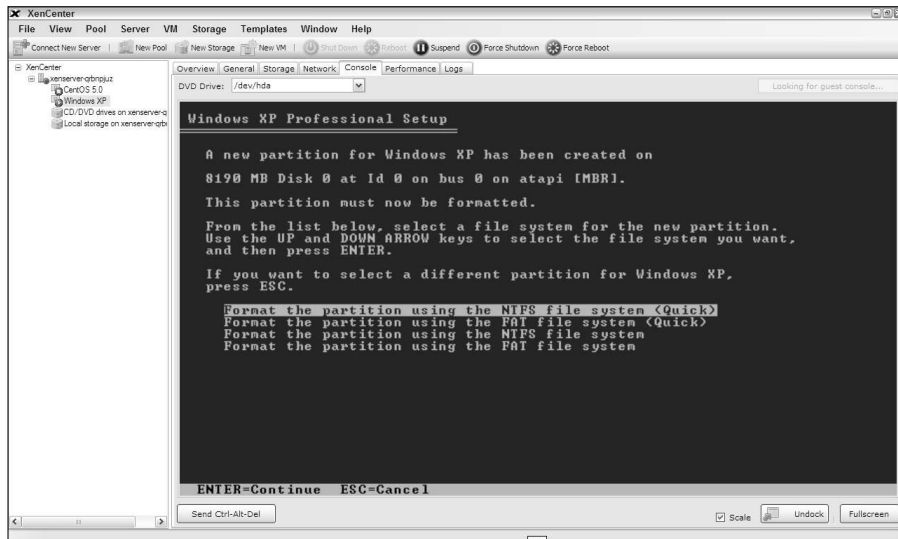 XenCenter
File View Pool Server VM Storage Templates Window Help
Connect New Server New Pool New Storage New VM Shut Down Reboot Suspend Force Shutdown Force Reboot
XenCenter
xenserver-qrbnpjuz
CentOS 5.0
Windows XP
CD/DVD drives on xenserver-q
Local storage on xenserver-qrb
Overview General Storage Network Console Performance Logs
DVD Drive: /dev/hda
Looking for guest console...
Windows XP Professional Setup
A new partition for Windows XP has been created on
8190 MB Disk 0 at Id 0 on bus 0 on atapi [MBR].
This partition must now be formatted.
From the list below, select a file system for the new partition.
Use the UP and DOWN ARROW keys to select the file system you want,
and then press ENTER.
If you want to select a different partition for Windows XP,
press ESC.
Format the partition using the NTFS file system (Quick)
Format the partition using the FAT file system (Quick)
Format the partition using the NTFS file system
Format the partition using the FAT file system
ENTER=Continue ESC=Cancel
Send Ctrl-Alt-Del
Scale Undock Fullscreen